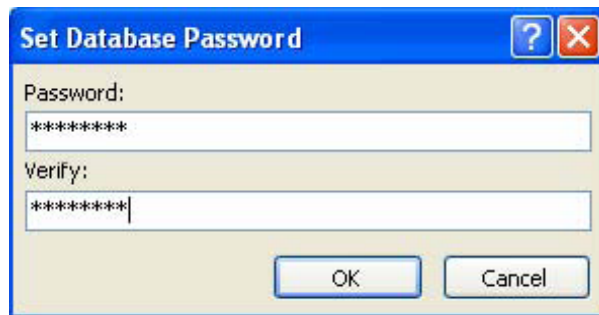 Set Database Password ?
Password:
********
Verify:
********
OK Cancel